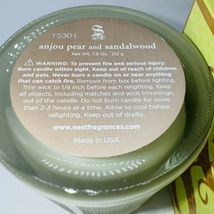 T5301
anjou pear and sandalwood
Net Wt. 7.5 Oz. 212 g
WARNING: To prevent fire and serious injury:
Burn candle within sight. Keep out of reach of children
and pets. Never burn a candle on or near anything
that can catch fire. Remove from box before lighting.
Trim wick to 1/4 inch before each relighting. Keep
all objects, including matches and wick trimmings,
out of the candle. Do not burn candle for more
than 2-3 hours at a time. Allow to cool before
relighting. Keep out of drafts.
www.nestfragrances.com
Made in USA